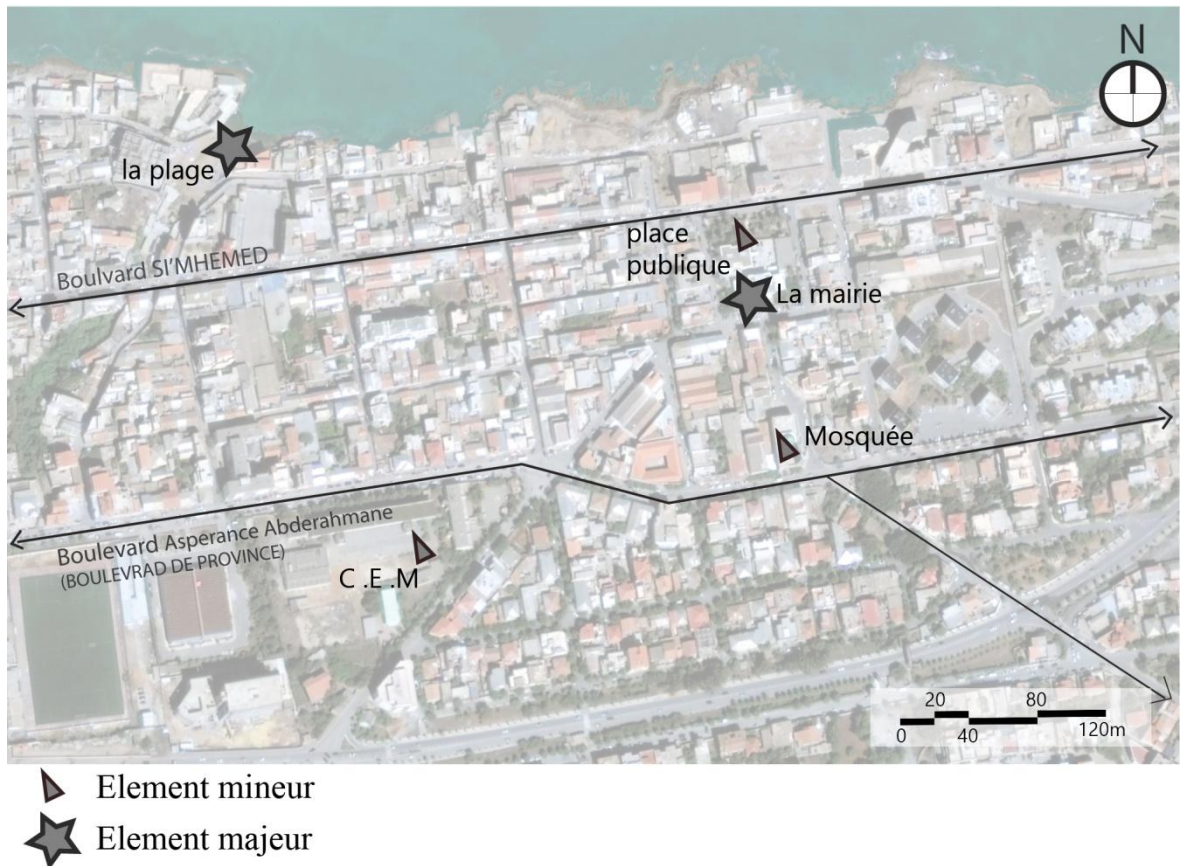 N
la plage
place
publique
Boulvard SI'MHEMED
La mairie
Mosquée
Boulevard Asperance Abderahmane
(BOULEVRAD DE PROVINCE)
C .E .M
20 80
0 40 120m
Element mineur
Element majeur